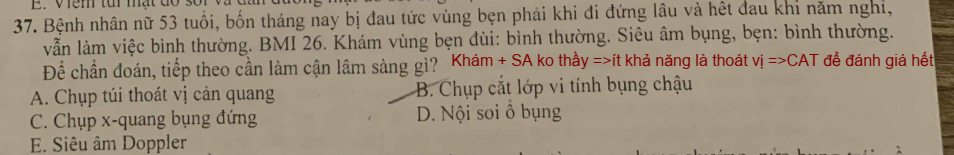 E. Viêm túi mật do sỏi và dẫn
37. Bệnh nhân nữ 53 tuổi, bốn tháng nay bị đau tức vùng bẹn phải khi đi đứng lâu và hết đau khi nằm nghỉ,
vẫn làm việc bình thường. BMI 26. Khám vùng bẹn đùi: bình thường. Siêu âm bụng, bẹn: bình thường.
Để chẩn đoán, tiếp theo cần làm cận lâm sàng gì? Khám + SA ko thầy =>ít khả năng là thoát vị =>CAT để đánh giá hết
A. Chụp túi thoát vị cản quang
B. Chụp cắt lớp vi tính bụng chậu
C. Chụp x-quang bụng đứng
D. Nội soi ổ bụng
E. Siêu âm Doppler